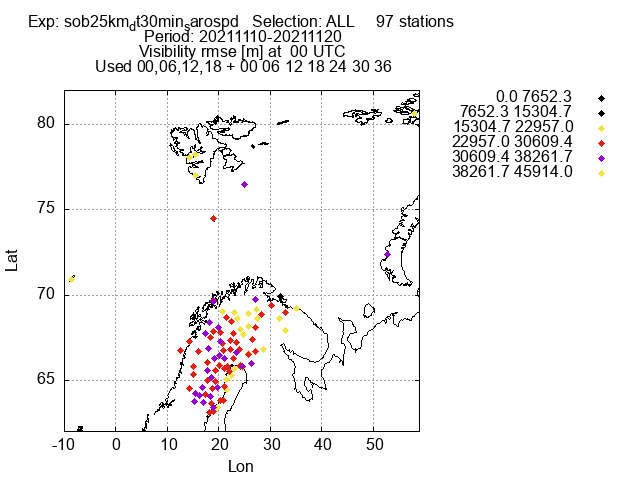 Exp: sob25km_dt30min_sarospd Selection: ALL 97 stations
Period: 20211110-20211120
Visibility rmse [m] at 00 UTC
Used 00,06,12,18 + 00 06 12 18 24 30 36
0.0 7652.3
7652.3 15304.7
15304.7 22957.0
22957.0 30609.4
30609.4 38261.7
38261.7 45914.0
80
75
70
65
Lat
-10 0 10 20 30 40 50
Lon